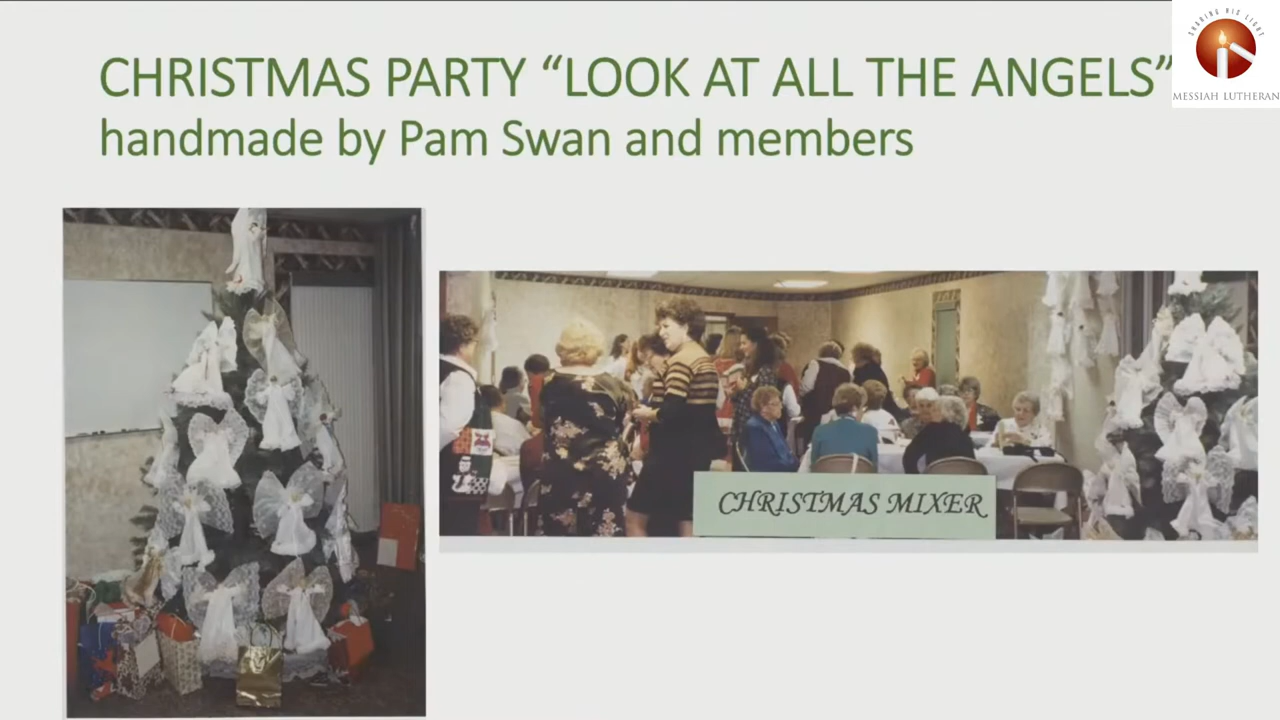 CHRISTMAS PARTY “LOOK AT ALL THE ANGELS”
handmade by Pam Swan and members
SHARING HIS LIGHT
MESSIAH LUTHERAN
CHRISTMAS MIXER